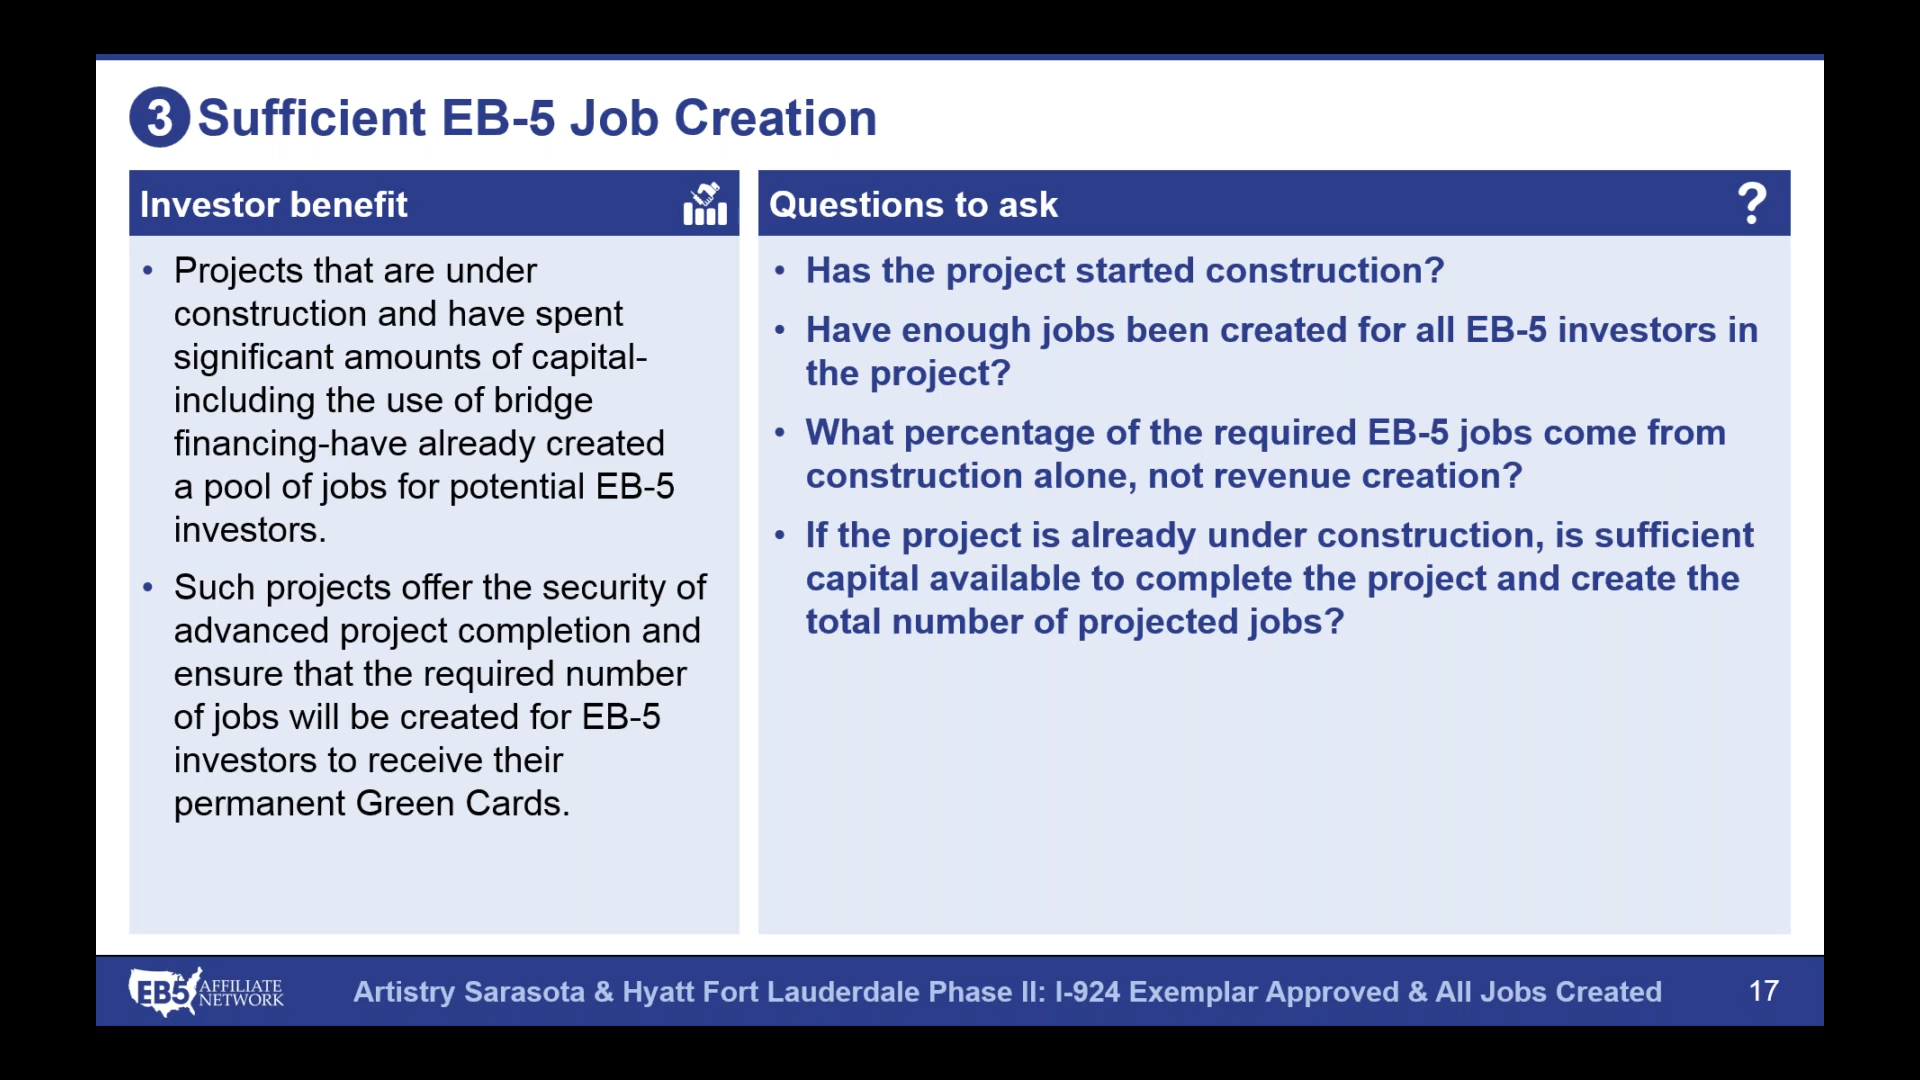 3 Sufficient EB-5 Job Creation
Investor benefit
• Projects that are under
construction and have spent
significant amounts of capital-
including the use of bridge
financing-have already created
a pool of jobs for potential EB-5
investors.
• Such projects offer the security of
advanced project completion and
ensure that the required number
of jobs will be created for EB-5
investors to receive their
permanent Green Cards.
Questions to ask ?
• Has the project started construction?
• Have enough jobs been created for all EB-5 investors in
the project?
• What percentage of the required EB-5 jobs come from
construction alone, not revenue creation?
• If the project is already under construction, is sufficient
capital available to complete the project and create the
total number of projected jobs?
EB5 AFFILIATE
NETWORK
Artistry Sarasota & Hyatt Fort Lauderdale Phase II: I-924 Exemplar Approved & All Jobs Created
17